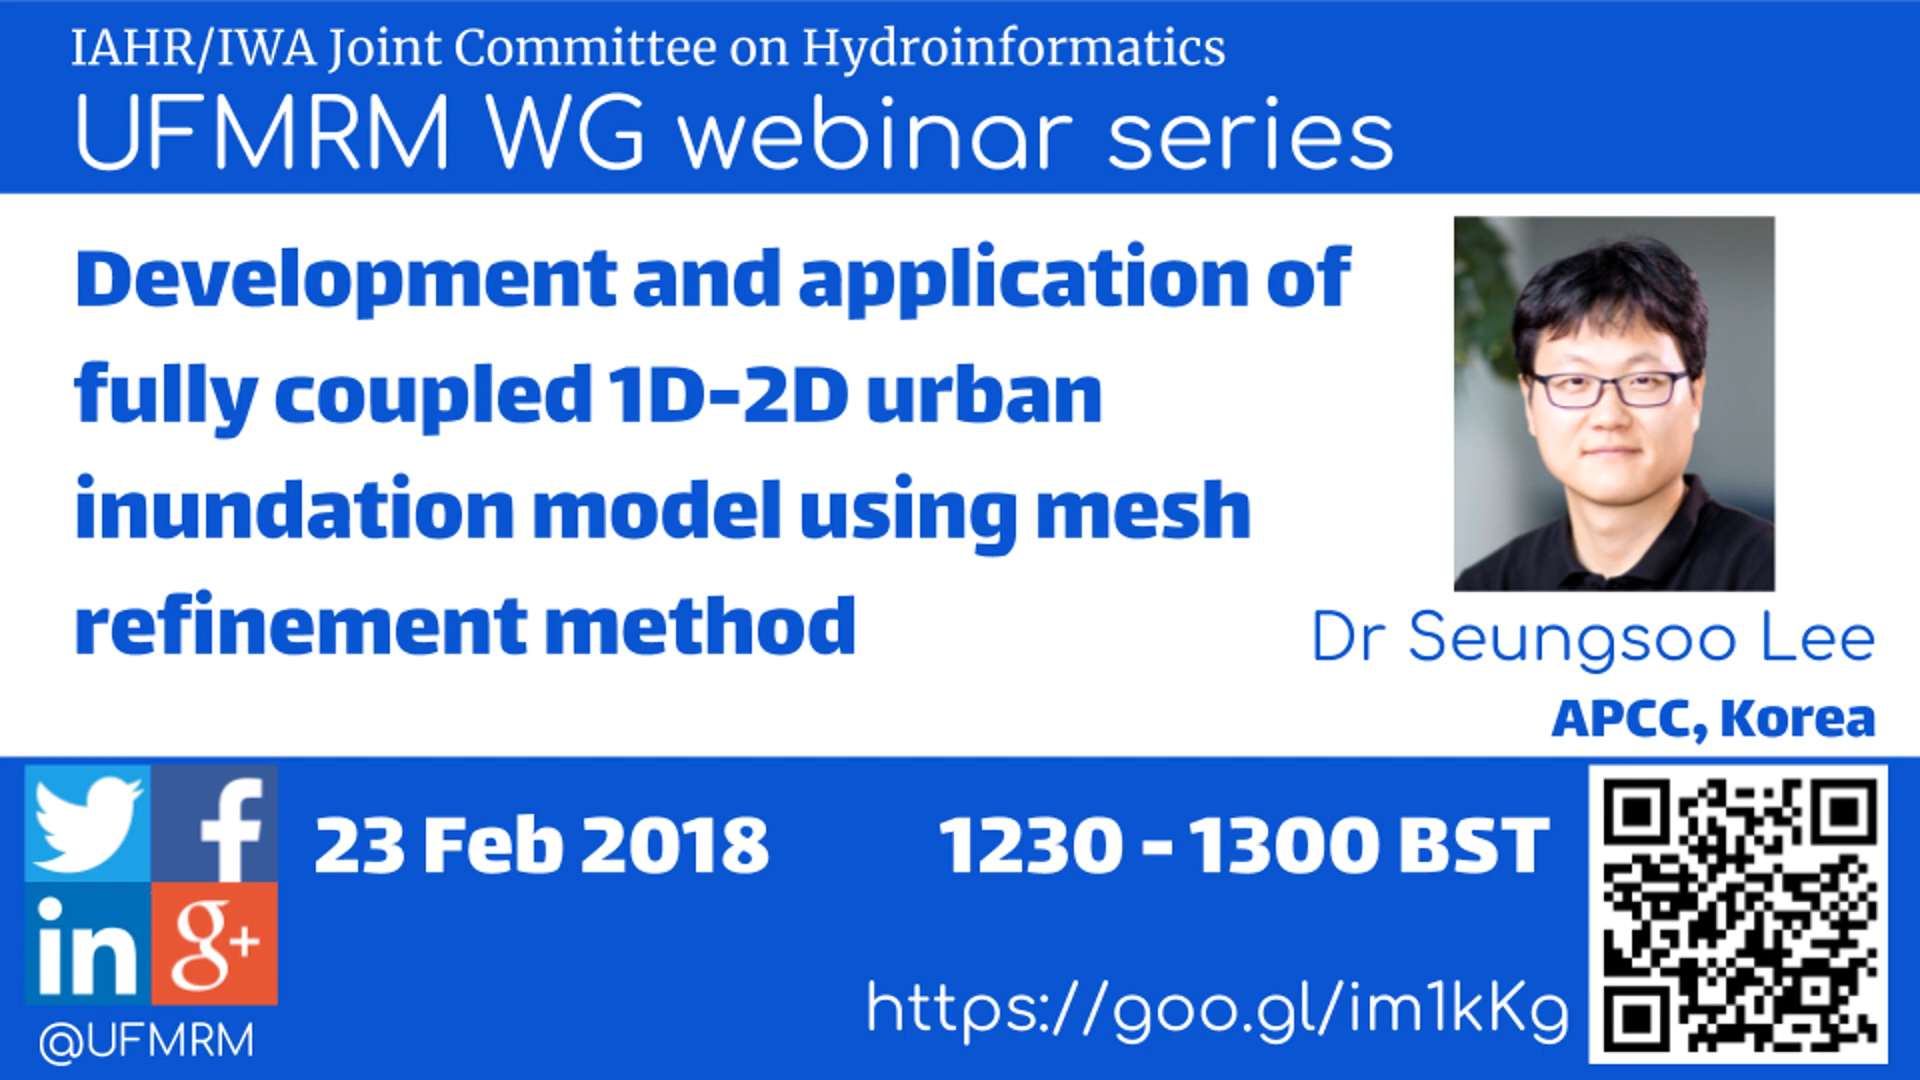 IAHR/IWA Joint Committee on Hydroinformatics
UFMRM WG webinar series
Development and application of
fully coupled 1D-2D urban
inundation model using mesh
refinement method
Dr Seungsoo Lee
APCC, Korea
f
in
g+
23 Feb 2018
1230 - 1300 BST
https://goo.gl/im1kKg
@UFMRM